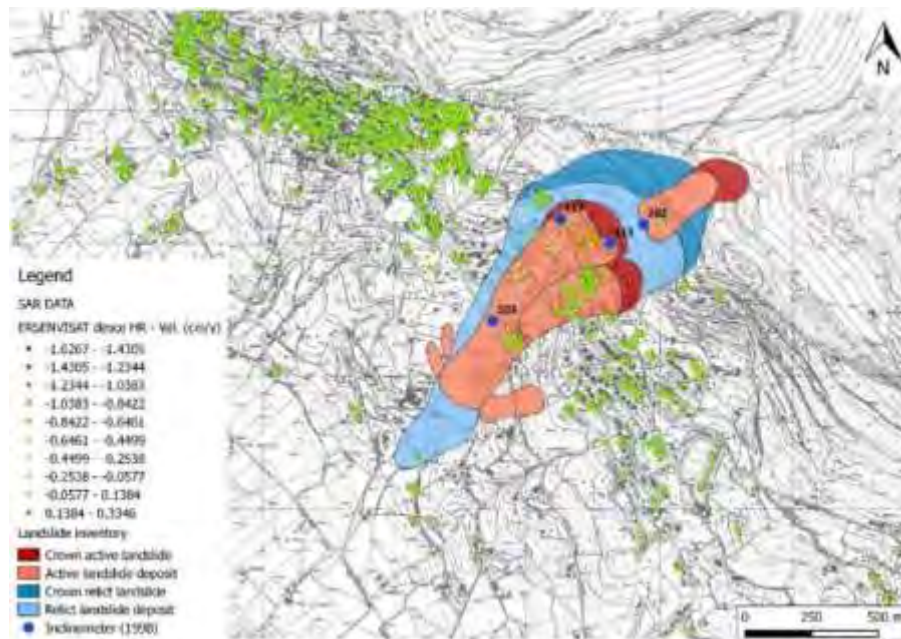 N
Legend
SAR DATA
ERSENVISAT desce HR - Vel. (cm/y)
-1.6267 - -1.4305
-1.4305 - -1.2344
-1.2344 - -1.0383
-1.0383 - -0.8422
-0.8422 - -0.6461
-0.6461 - -0.4499
-0.4499 - -0.2538
-0.2538 - -0.0577
-0.0577 - 0.1384
0.1384 - 0.3346
Landslide inventory
Crown active landslide
Active landslide deposit
Crown relict landslide
Relict landslide deposit
Inclinometer (1998)
0 250 500 m